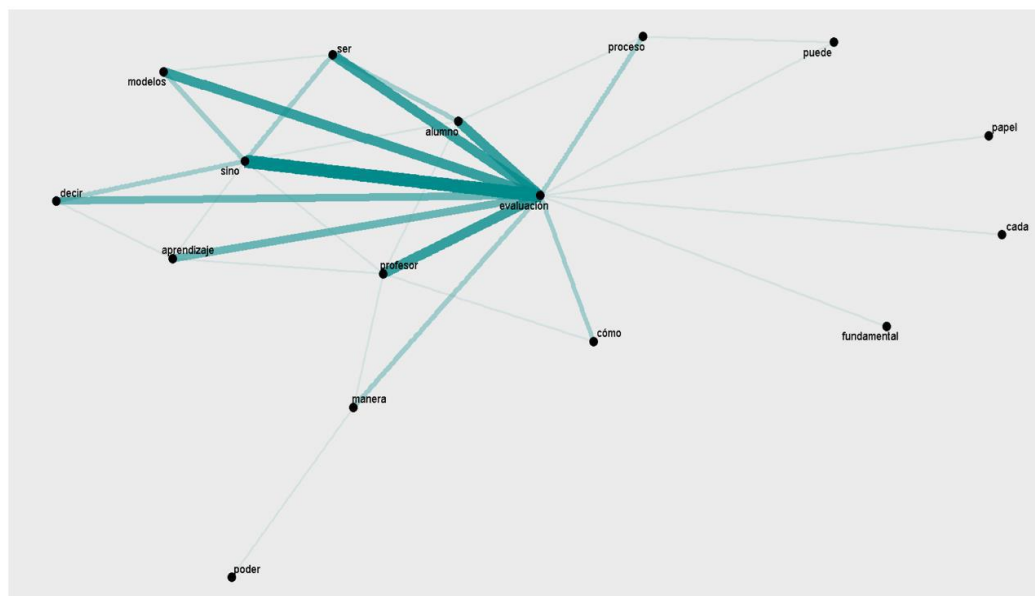 proceso
ser
puede
modelos
alumno
papel
sino
decir
evaluación
cada
aprendizaje
profesor
cómo
fundamental
manera
poder